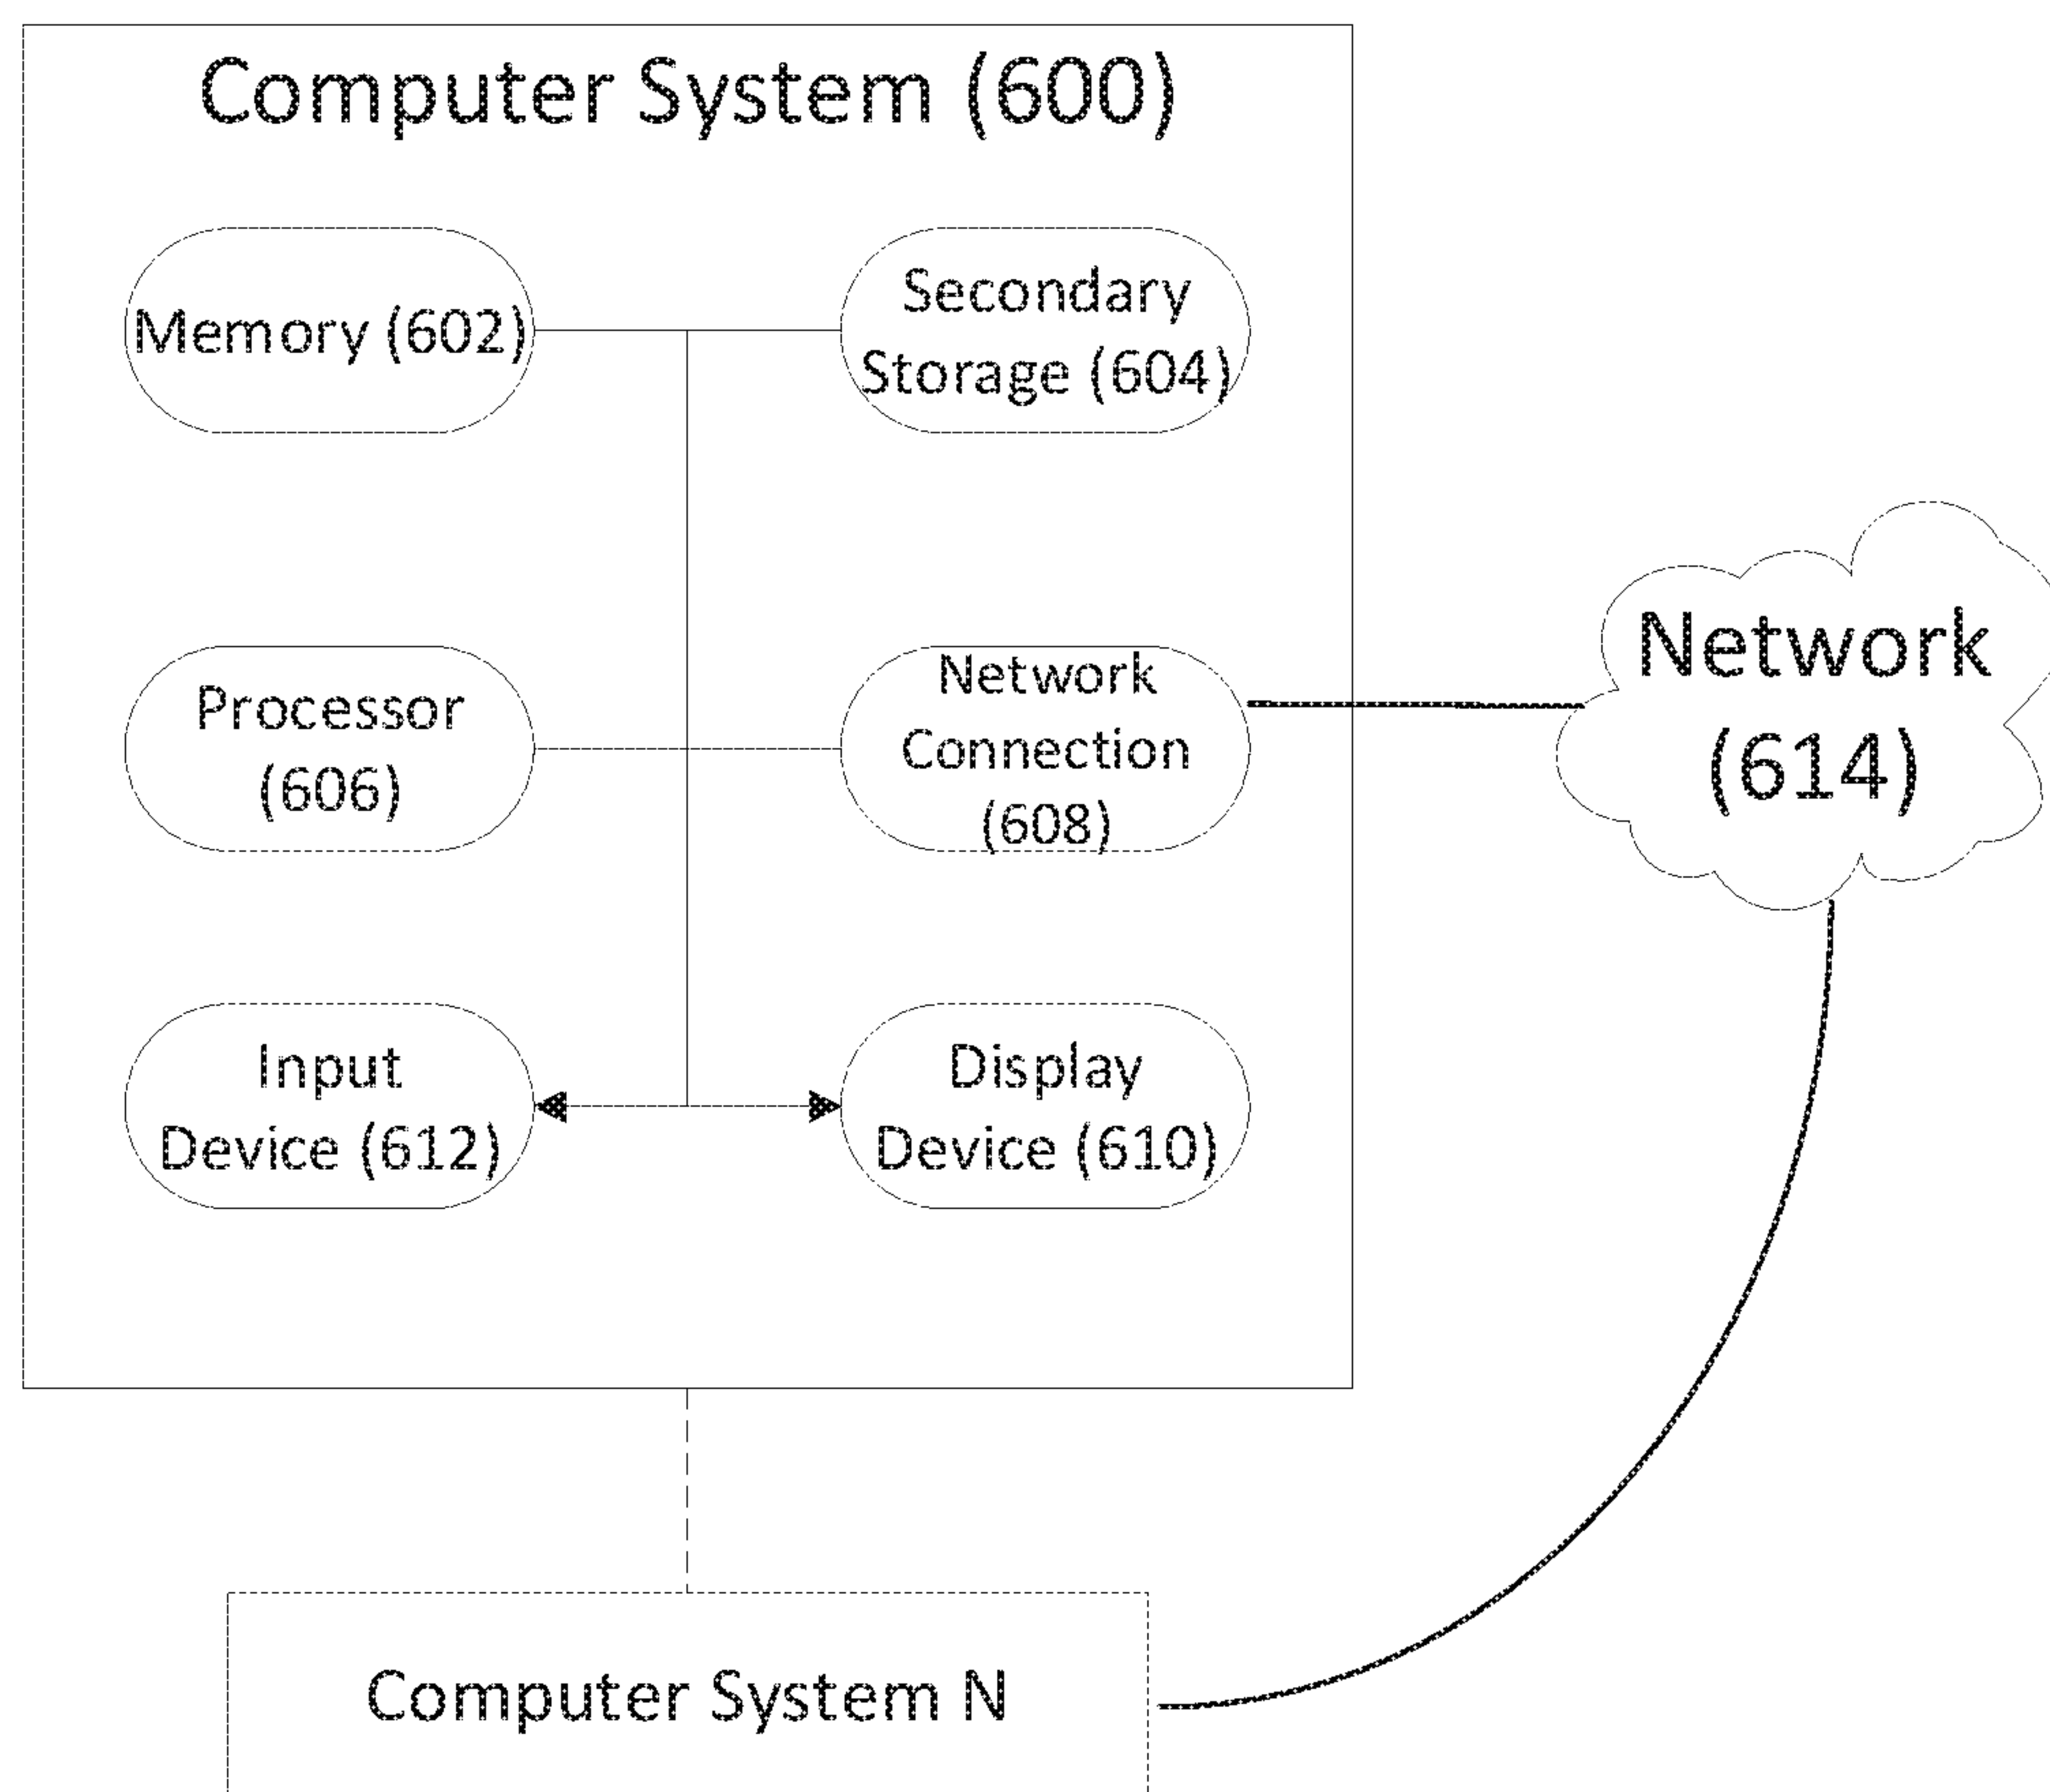 Computer System (600)
Memory (602)
Secondary
Storage (604)
Processor
(606)
Network
Connection
(608)
Network
(614)
Input
Device (612)
Display
Device (610)
Computer System N